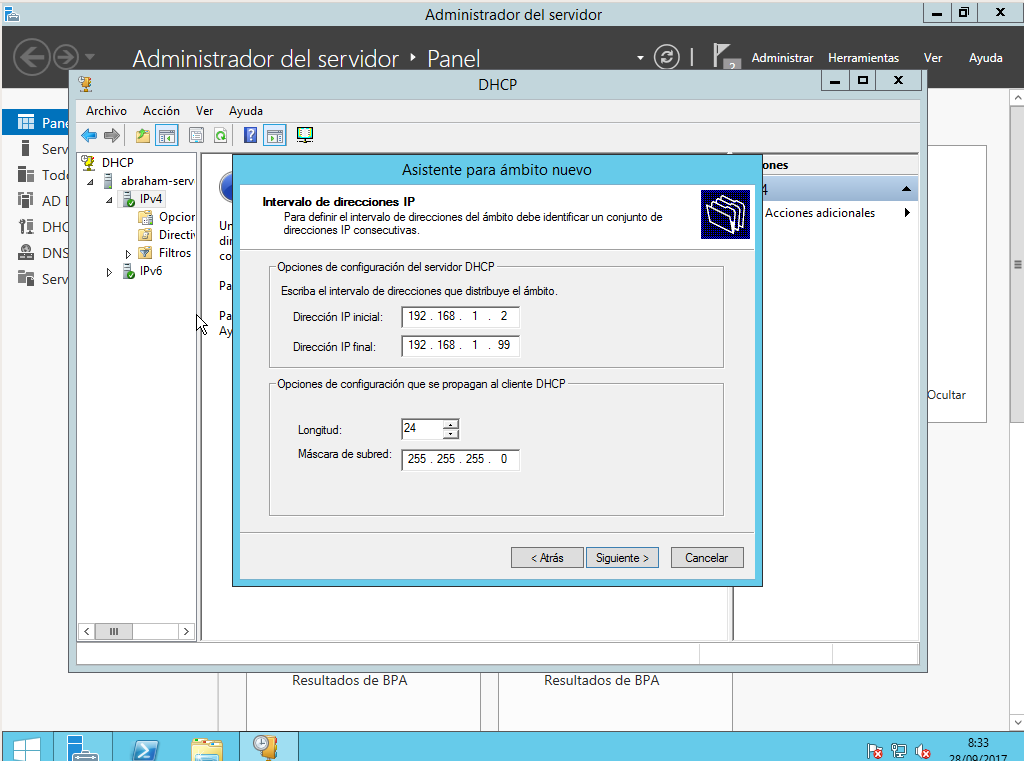 Administrador del servidor
Administrador del servidor ‣ Panel
Administrar Herramientas Ver Ayuda
DHCP
Archivo Acción Ver Ayuda
Pane
Serv
Todo
AD D
DHC
DNS
Serv
DHCP
abraham-serv
IPv4
Opcion
Directiv
Filtros
IPv6
Un
dir
co
Pa
Pa
Ay
Asistente para ámbito nuevo
Intervalo de direcciones IP
Para definir el intervalo de direcciones del ámbito debe identificar un conjunto de
direcciones IP consecutivas.
Opciones de configuración del servidor DHCP
Escriba el intervalo de direcciones que distribuye el ámbito.
Dirección IP inicial: 192 . 168 . 1 . 2
Dirección IP final: 192 . 168 . 1 . 99
Opciones de configuración que se propagan al cliente DHCP
Longitud: 24
Máscara de subred: 255 . 255 . 255 . 0
< Atrás Siguiente > Cancelar
ones
4
Acciones adicionales
Ocultar
Resultados de BPA Resultados de BPA
8:33
28/09/2017